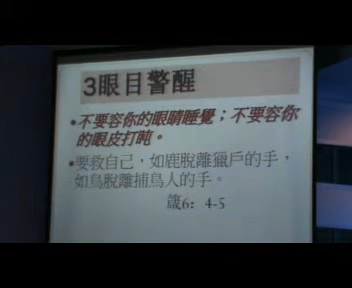 3眼目警醒
•不要容你的眼睛睡覺；不要容你
的眼皮打盹。
•要救自己，如鹿脫離獵戶的手，
如鳥脫離捕鳥人的手。
箴6：4-5